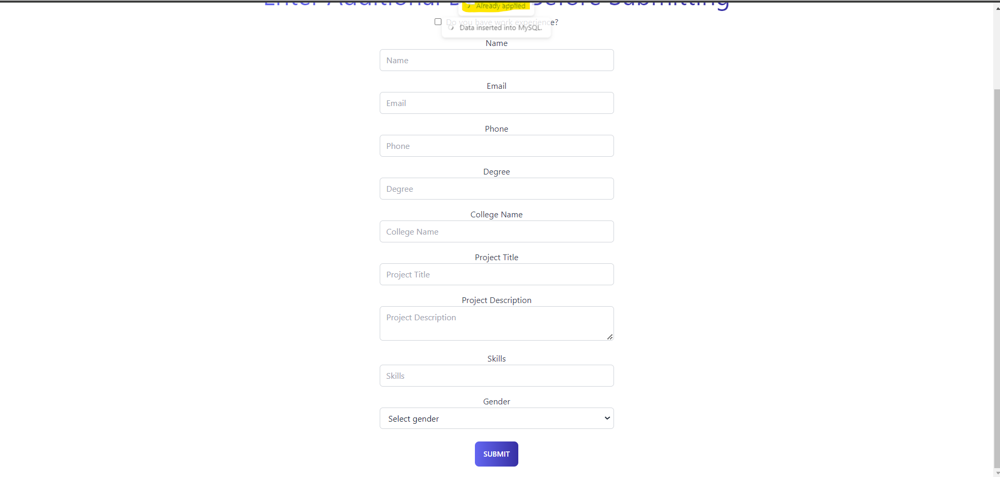 Enter Additional Before Submitting
Already applied
Do you have work experience?
Data inserted into MySQL.
Name
Name
Email
Email
Phone
Phone
Degree
Degree
College Name
College Name
Project Title
Project Title
Project Description
Project Description
Skills
Skills
Gender
Select gender
SUBMIT